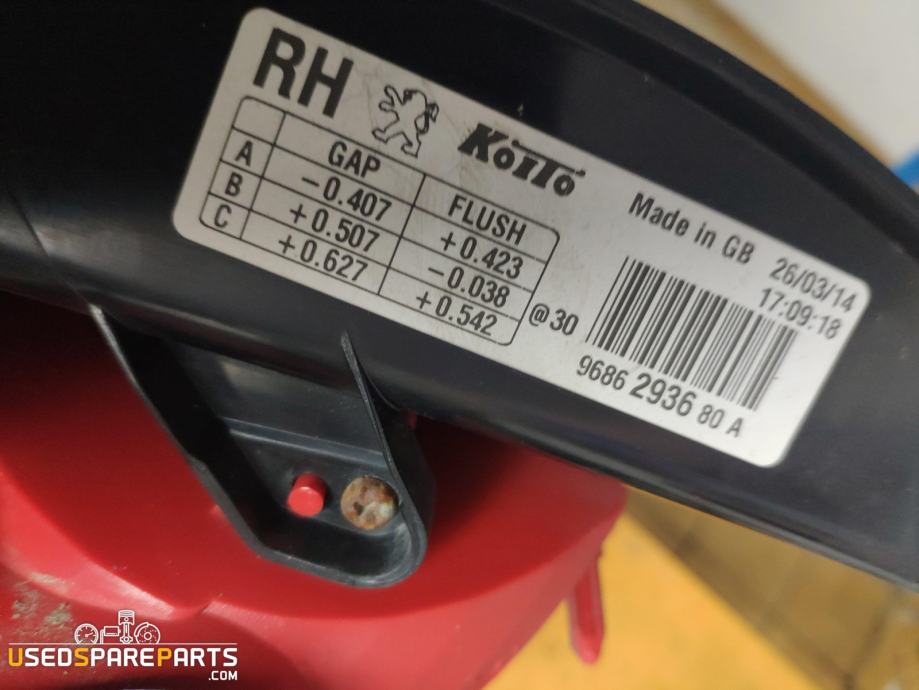 RH KOITO Made in GB 26/03/14
17:09:18
GAP FLUSH
A -0.407 +0.423
B +0.507 -0.038
C +0.627 +0.542 @30
9686 2936 80 A
USEDSPAREPARTS
.COM